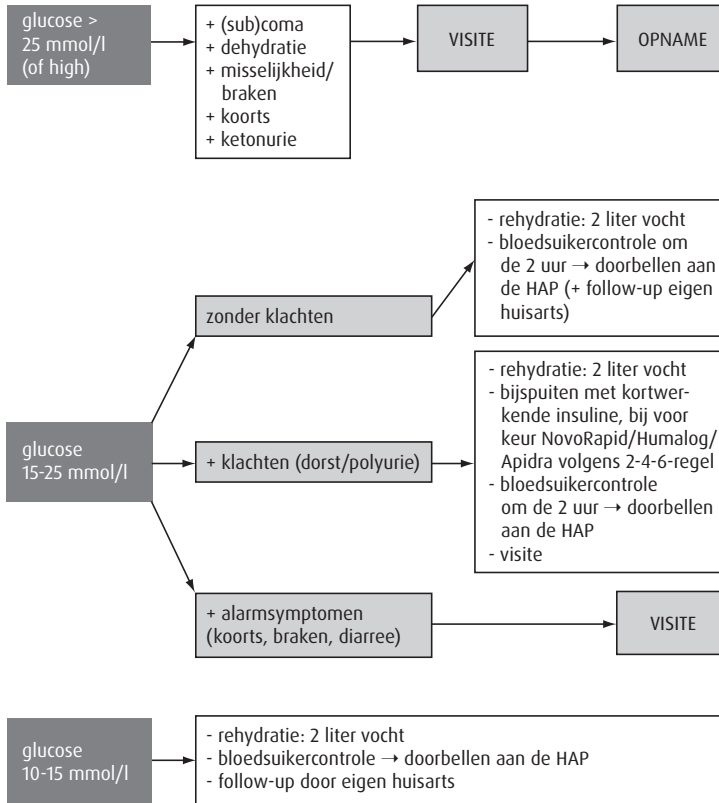 glucose >
25 mmol/l
(of high)
+ (sub)coma
+ dehydratie
+ misselijkheid/
braken
+ koorts
+ ketonurie
VISITE
OPNAME
glucose
15-25 mmol/l
zonder klachten
- rehydratie: 2 liter vocht
- bloedsuikercontrole om
de 2 uur → doorbellen aan
de HAP (+ follow-up eigen
huisarts)
+ klachten (dorst/polyurie)
- rehydratie: 2 liter vocht
- bijspuiten met kortwer-
kende insuline, bij voor
keur NovoRapid/Humalog/
Apidra volgens 2-4-6-regel
- bloedsuikercontrole
om de 2 uur → doorbellen
aan de HAP
- visite
+ alarmsymptomen
(koorts, braken, diarree)
VISITE
glucose
10-15 mmol/l
- rehydratie: 2 liter vocht
- bloedsuikercontrole → doorbellen aan de HAP
- follow-up door eigen huisarts